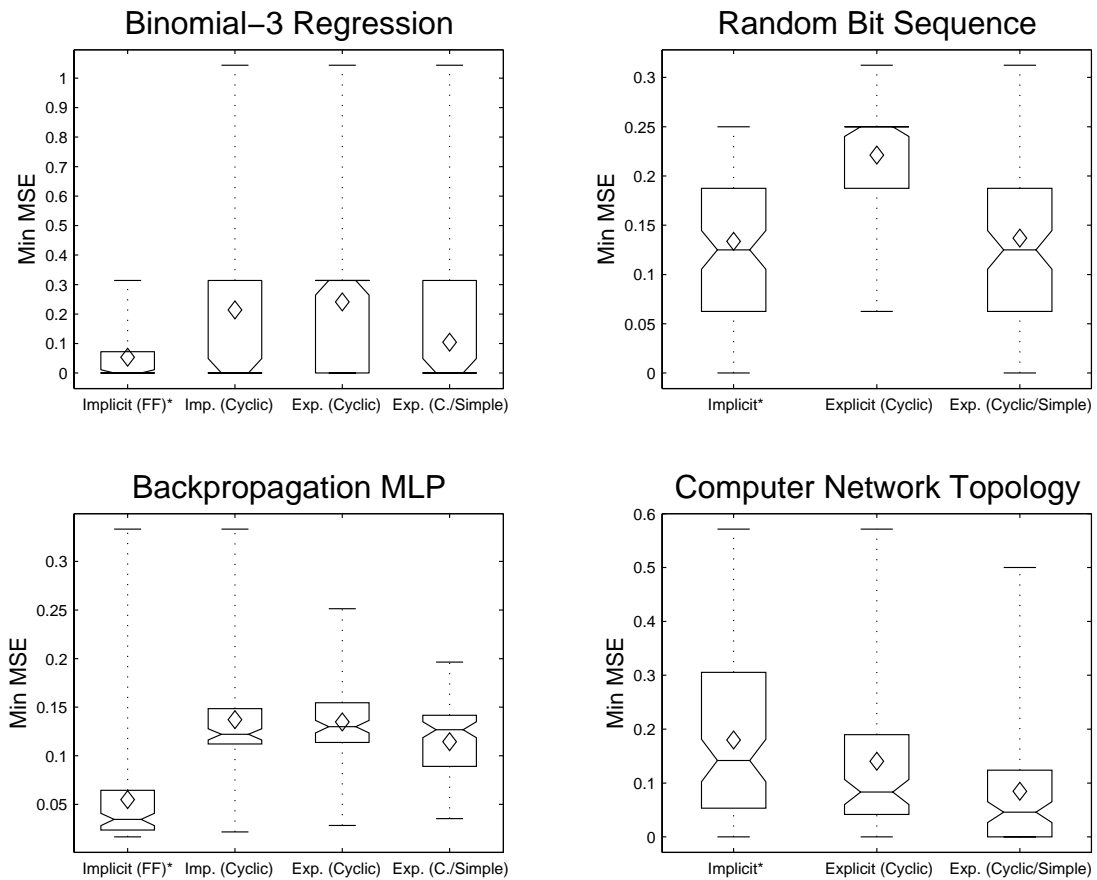 Binomial−3 Regression
Min MSE
1
0.9
0.8
0.7
0.6
0.5
0.4
0.3
0.2
0.1
0
Implicit (FF)* Imp. (Cyclic) Exp. (Cyclic) Exp. (C./Simple)
Random Bit Sequence
Min MSE
0.3
0.25
0.2
0.15
0.1
0.05
0
Implicit* Explicit (Cyclic) Exp. (Cyclic/Simple)
Backpropagation MLP
Min MSE
0.3
0.25
0.2
0.15
0.1
0.05
Implicit (FF)* Imp. (Cyclic) Exp. (Cyclic) Exp. (C./Simple)
Computer Network Topology
Min MSE
0.6
0.5
0.4
0.3
0.2
0.1
0
Implicit* Explicit (Cyclic) Exp. (Cyclic/Simple)